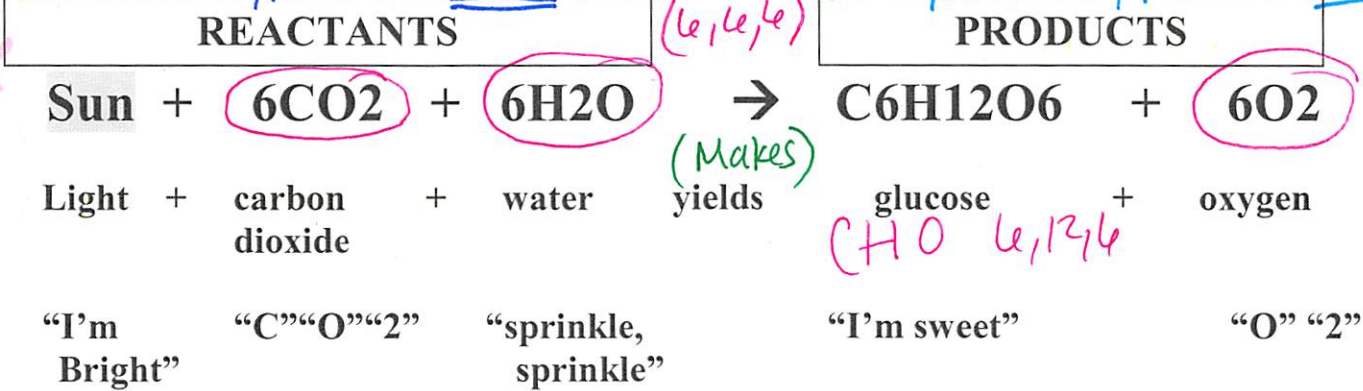 REACTANTS (6,6,6) PRODUCTS
Sun + 6CO2 + 6H2O → C6H12O6 + 6O2
(Makes)
Light + carbon dioxide + water yields glucose + oxygen
CHO 6,12,6
“I’m Bright” “C”“O”“2” “sprinkle, sprinkle” “I’m sweet” “O” “2”